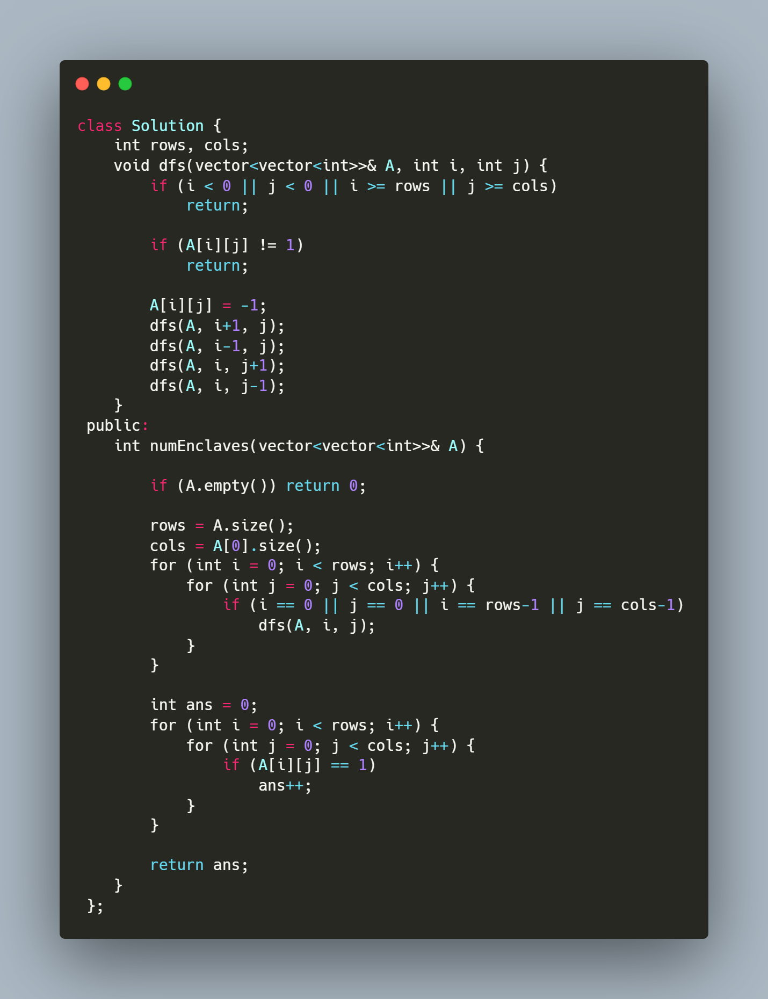 class Solution {
    int rows, cols;
    void dfs(vector<vector<int>>& A, int i, int j) {
        if (i < 0 || j < 0 || i >= rows || j >= cols)
            return;

        if (A[i][j] != 1)
            return;

        A[i][j] = -1;
        dfs(A, i+1, j);
        dfs(A, i-1, j);
        dfs(A, i, j+1);
        dfs(A, i, j-1);
    }
 public:
    int numEnclaves(vector<vector<int>>& A) {

        if (A.empty()) return 0;

        rows = A.size();
        cols = A[0].size();
        for (int i = 0; i < rows; i++) {
            for (int j = 0; j < cols; j++) {
                if (i == 0 || j == 0 || i == rows-1 || j == cols-1)
                    dfs(A, i, j);
            }
        }

        int ans = 0;
        for (int i = 0; i < rows; i++) {
            for (int j = 0; j < cols; j++) {
                if (A[i][j] == 1)
                    ans++;
            }
        }

        return ans;
    }
 };